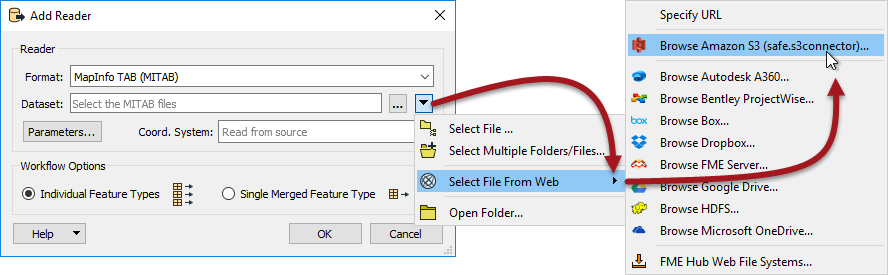 Add Reader
Reader
Format: MapInfo TAB (MITAB)
Dataset: Select the MITAB files ...
Parameters... Coord. System: Read from source
Workflow Options
Individual Feature Types Single Merged Feature Type
Help OK Cancel
Select File ...
Select Multiple Folders/Files...
Select File From Web
Open Folder...
Specify URL
Browse Amazon S3 (safe.s3connector)...
Browse Autodesk A360...
Browse Bentley ProjectWise...
box Browse Box...
Browse Dropbox...
Browse FME Server...
Browse Google Drive...
Browse HDFS...
Browse Microsoft OneDrive...
FME Hub Web File Systems...